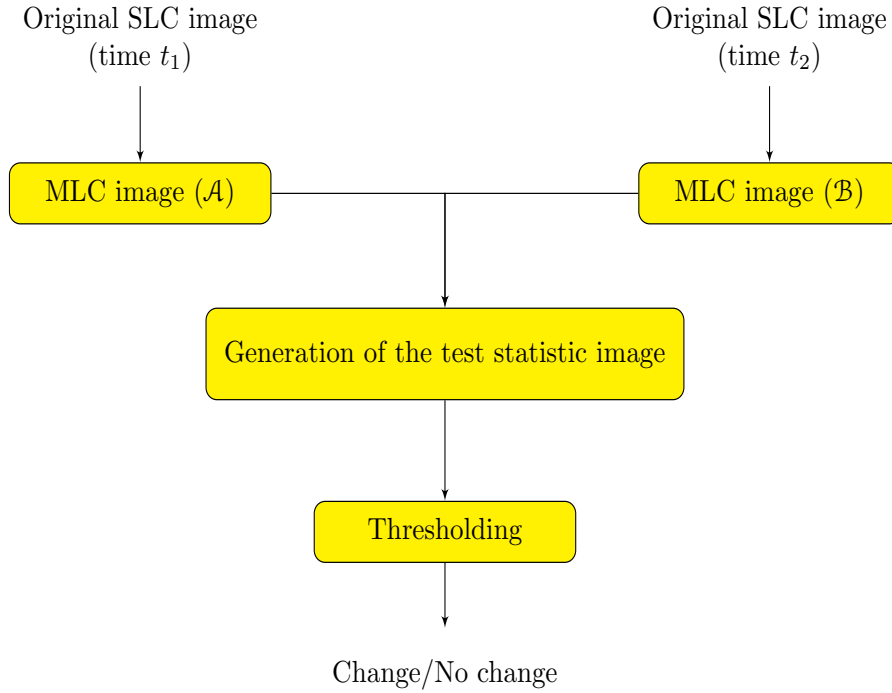 Original SLC image
(time t₁)
Original SLC image
(time t₂)
MLC image (𝒜)
MLC image (ℬ)
Generation of the test statistic image
Thresholding
Change/No change